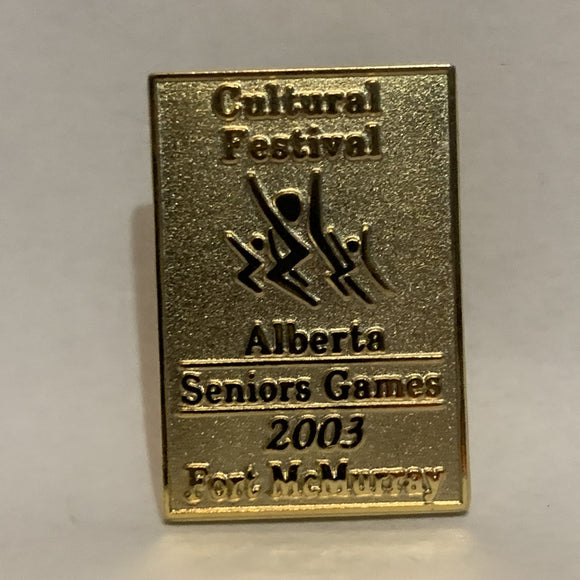 Cultural
Festival
Alberta
Seniors Games
2003
Fort McMurray